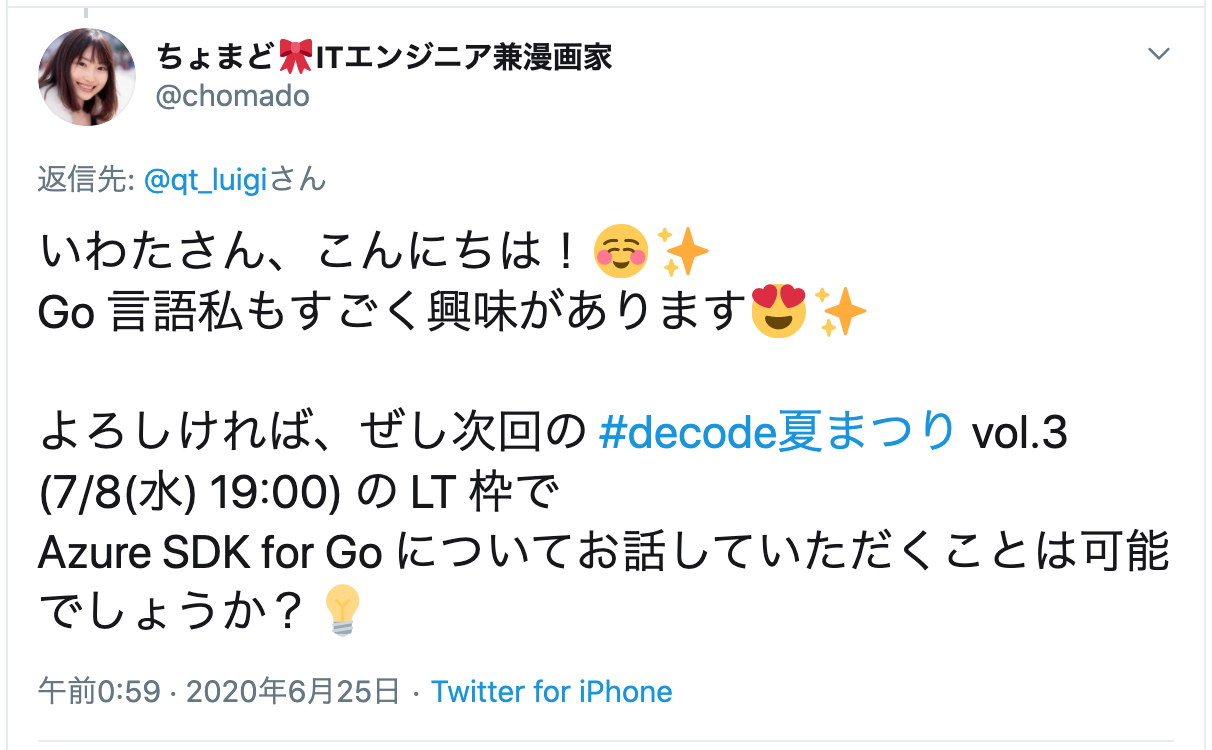 ちょまど🎀ITエンジニア兼漫画家
@chomado
返信先: @qt_luigiさん
いわたさん、こんにちは！☺️✨
Go 言語私もすごく興味があります😍✨
よろしければ、ぜし次回の #decode夏まつり vol.3
(7/8(水) 19:00) の LT 枠で
Azure SDK for Go についてお話していただくことは可能
でしょうか？💡
午前0:59 · 2020年6月25日 · Twitter for iPhone